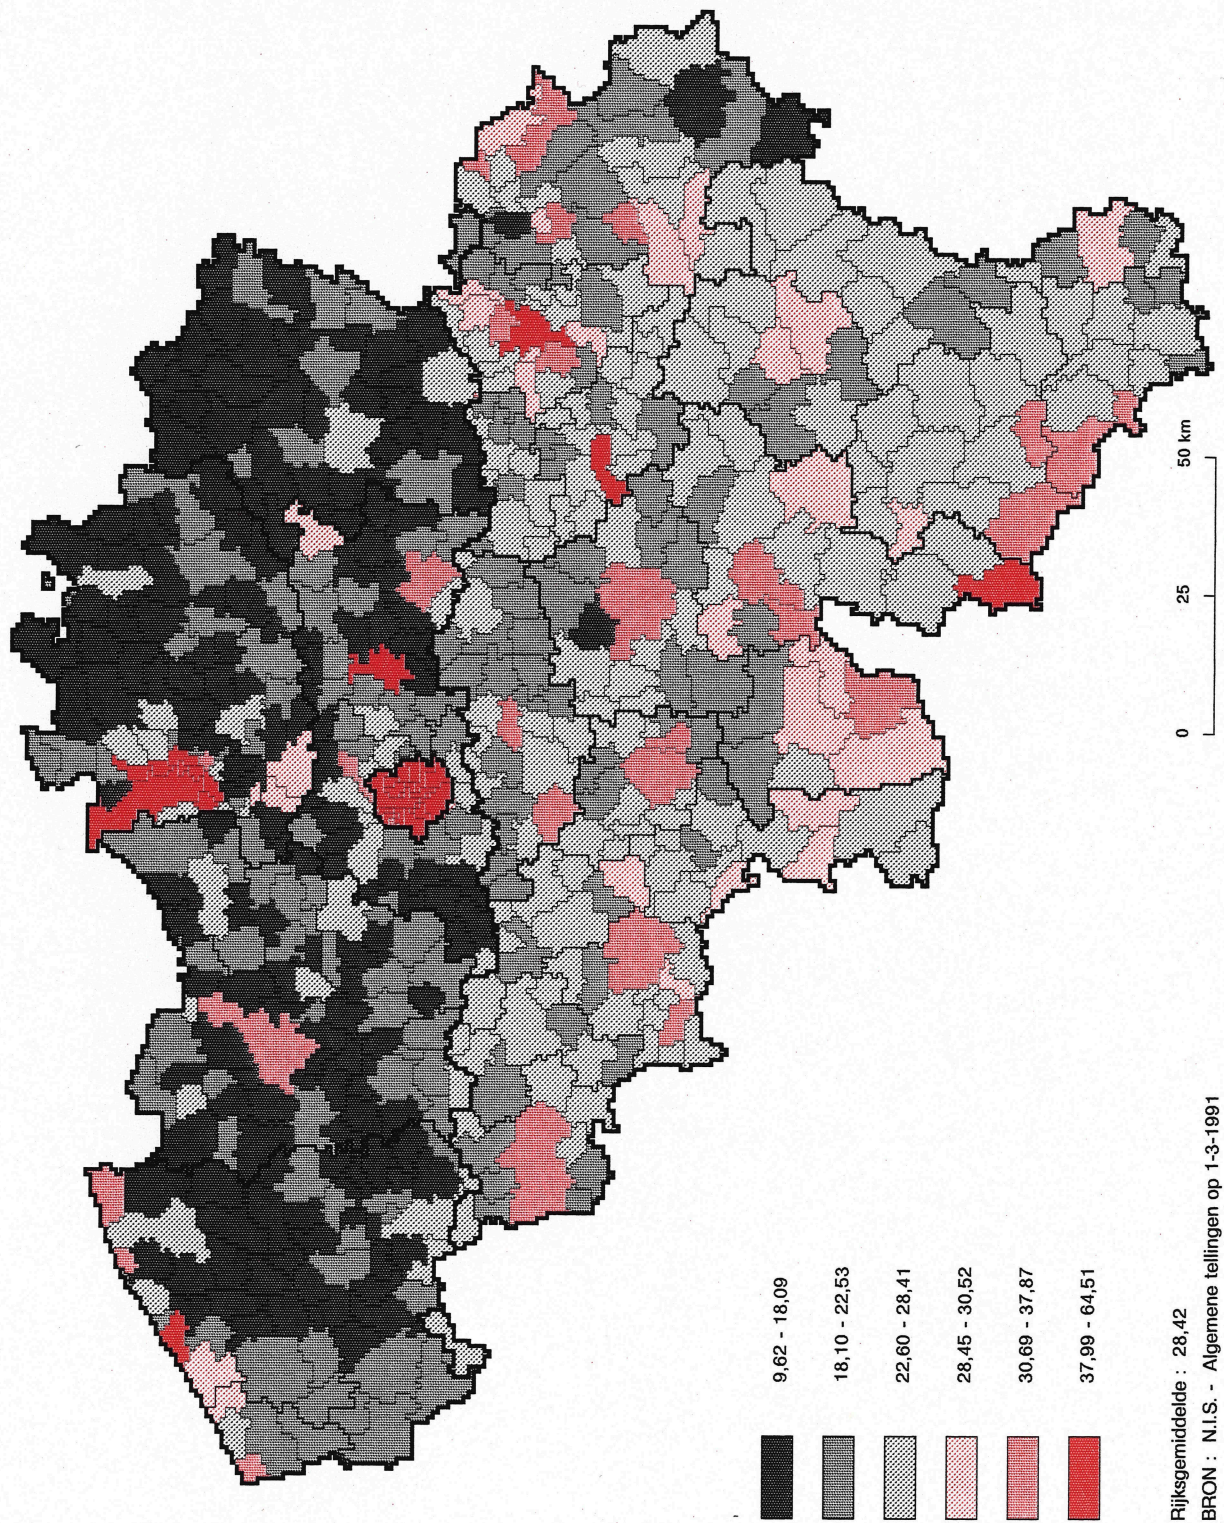 9,62 - 18,09
18,10 - 22,53
22,60 - 28,41
28,45 - 30,52
30,69 - 37,87
37,99 - 64,51
0 25 50 km
Rijksgemiddelde : 28,42
BRON : N.I.S. - Algemene tellingen op 1-3-1991